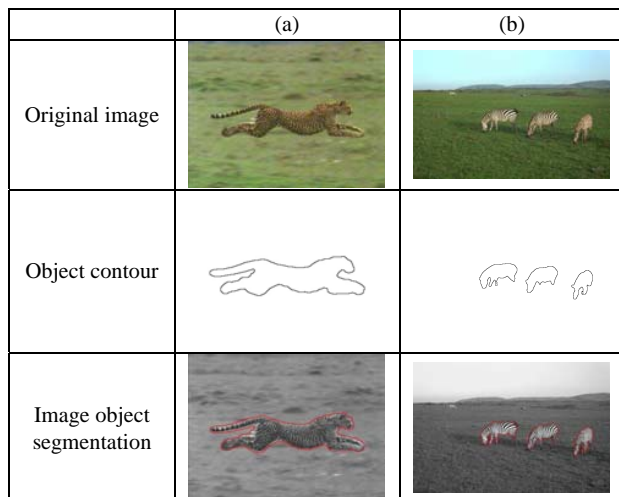 (a) (b)
Original image
Object contour
Image object
segmentation